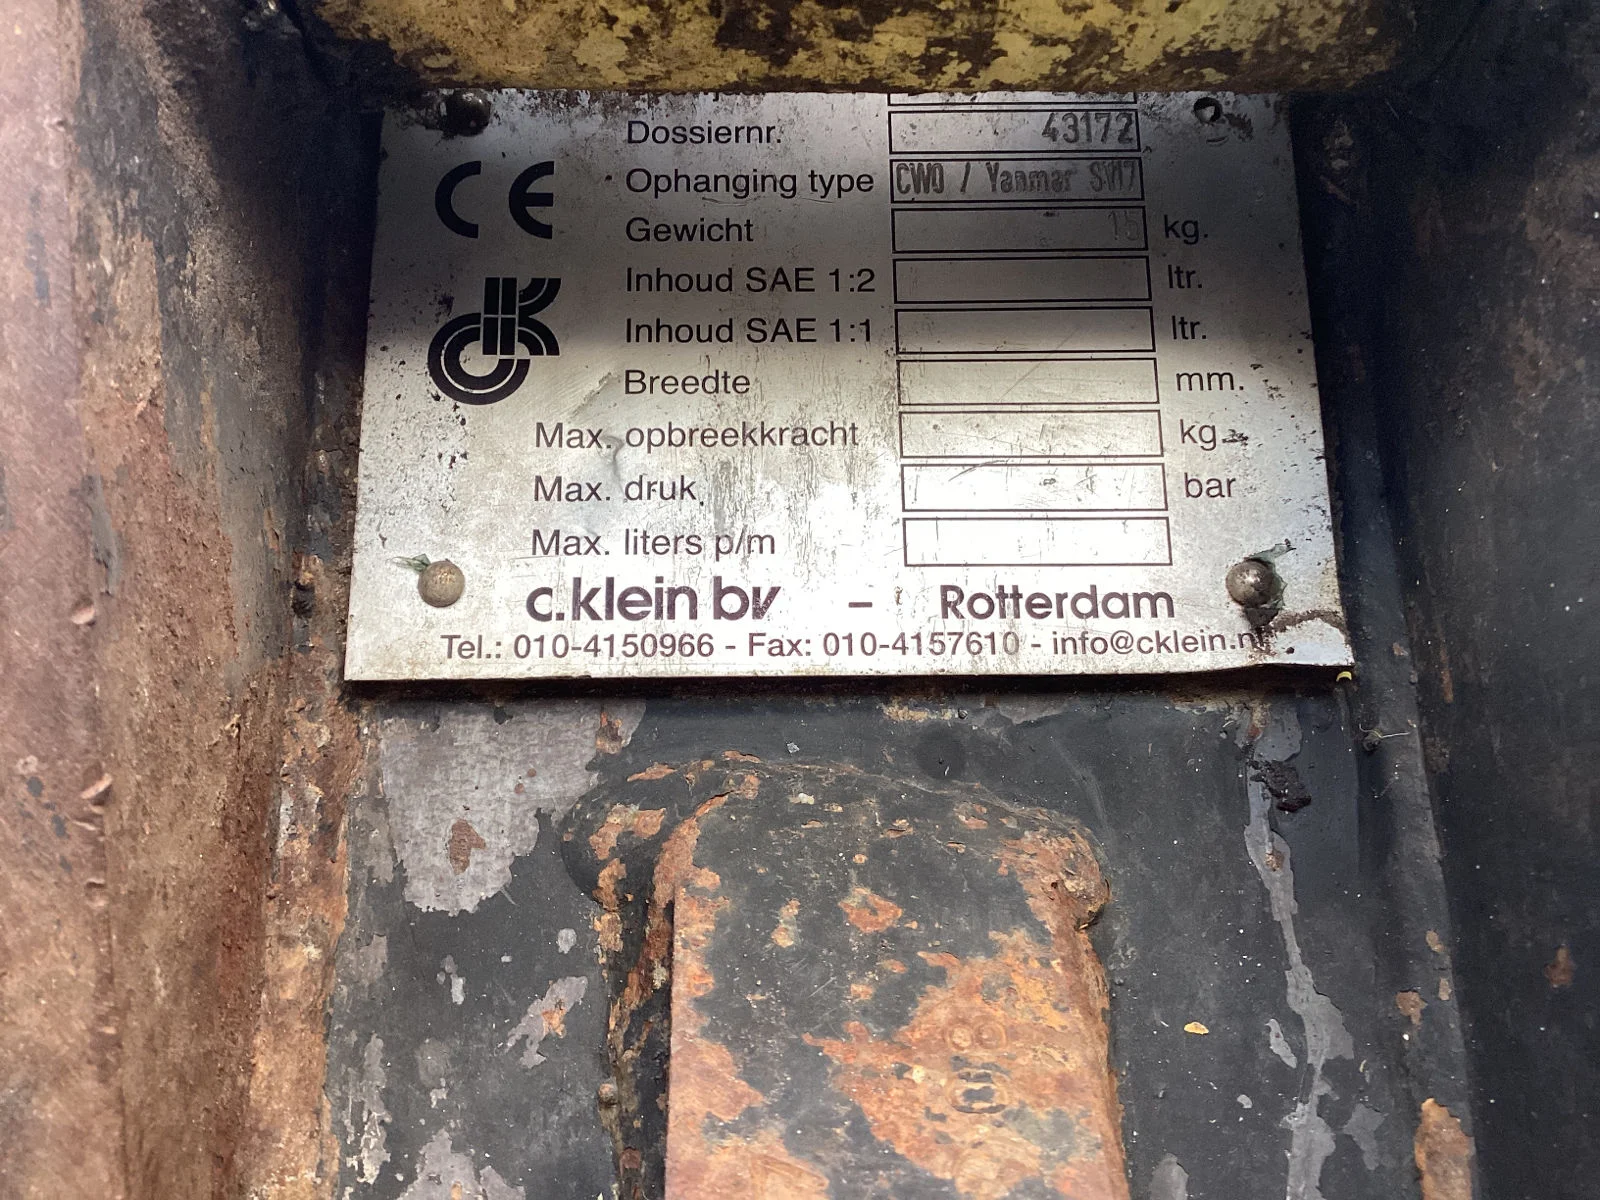 Dossiernr. 43172
CE
Ophanging type CW0 / Yanmar SW17
Gewicht 15 kg.
Inhoud SAE 1:2 ltr.
Inhoud SAE 1:1 ltr.
Breedte mm.
Max. opbreekkracht kg.
Max. druk. bar
Max. liters p/m
c.klein bv – Rotterdam
Tel.: 010-4150966 - Fax: 010-4157610 - info@cklein.nl